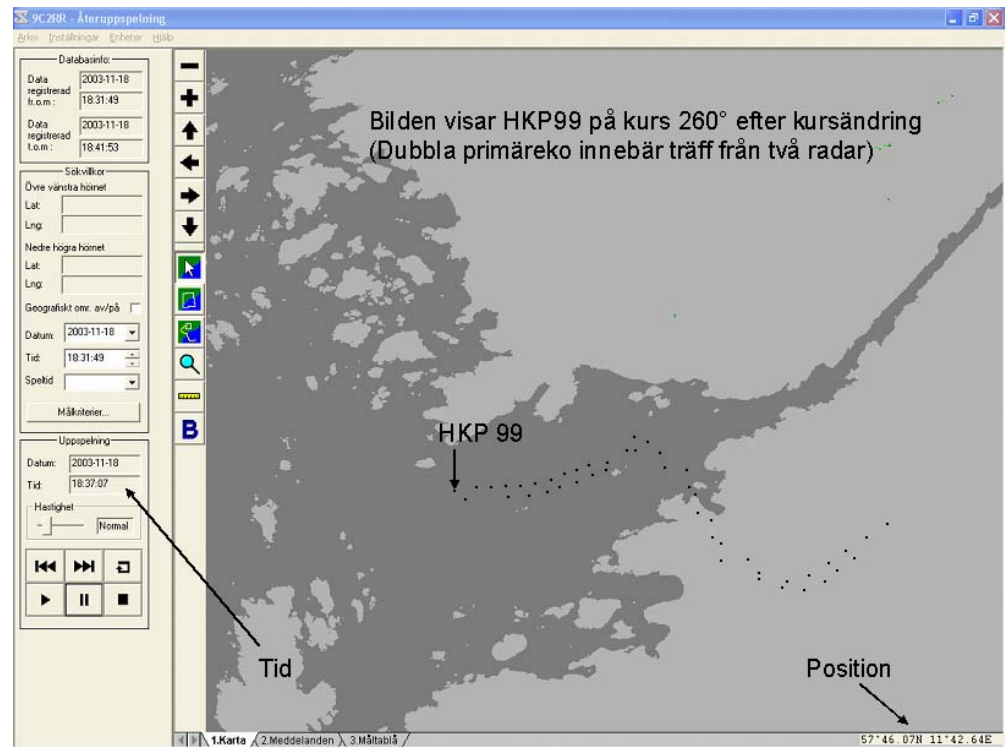 9C2RR - Återuppspelning
Arkiv Inställningar Enheter Hjälp
Databasinfo:
Data registrerad fr.o.m : 2003-11-18
18:31:49
Data registrerad t.o.m : 2003-11-18
18:41:53
Sökvillkor
Övre vänstra hörnet
Lat:
Lng:
Nedre högra hörnet
Lat:
Lng:
Geografiskt omr. av/på
Datum: 2003-11-18
Tid: 18:31:49
Speltid
Målkriterier...
Uppspelning
Datum: 2003-11-18
Tid: 18:37:07
Hastighet
Normal
B
Bilden visar HKP99 på kurs 260° efter kursändring
(Dubbla primäreko innebär träff från två radar)
HKP 99
Tid
Position
1.Karta 2.Meddelanden 3.Måltablå
57°46.07N 11°42.64E